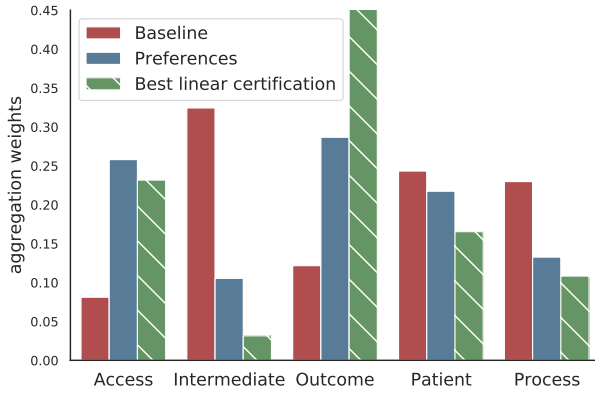 aggregation weights
0.45
0.40
0.35
0.30
0.25
0.20
0.15
0.10
0.05
0.00
Baseline
Preferences
Best linear certification
Access Intermediate Outcome Patient Process